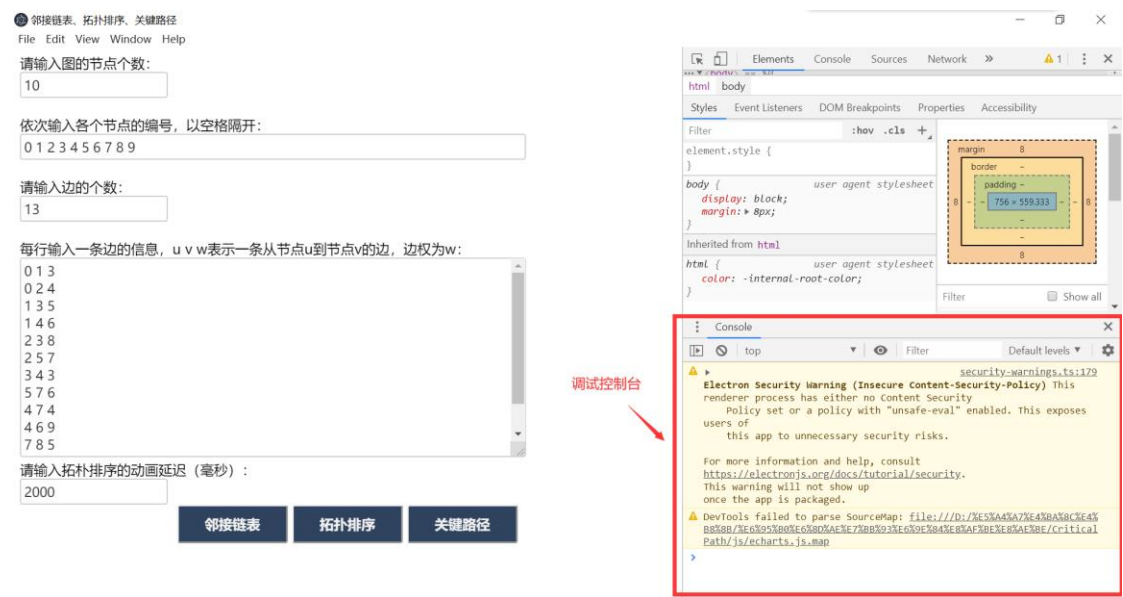 邻接链表、拓扑排序、关键路径
File Edit View Window Help
请输入图的节点个数：
10
依次输入各个节点的编号，以空格隔开：
0 1 2 3 4 5 6 7 8 9
请输入边的个数：
13
每行输入一条边的信息，u v w表示一条从节点u到节点v的边，边权为w：
0 1 3
0 2 4
1 3 5
1 4 6
2 3 8
2 5 7
3 4 3
5 7 6
4 7 4
4 6 9
7 8 5
请输入拓朴排序的动画延迟（毫秒）：
2000
邻接链表 拓扑排序 关键路径
调试控制台
Elements Console Sources Network » 1
html body
Styles Event Listeners DOM Breakpoints Properties Accessibility
Filter :hov .cls +
element.style {
}
body { user agent stylesheet
display: block;
margin: 8px;
}
Inherited from html
html { user agent stylesheet
color: -internal-root-color;
}
margin 8
border -
padding -
8 - - 756 × 559.333 - - 8
-
-
8
Filter Show all
Console
top Filter Default levels
security-warnings.ts:179
Electron Security Warning (Insecure Content-Security-Policy) This
renderer process has either no Content Security
Policy set or a policy with "unsafe-eval" enabled. This exposes
users of
this app to unnecessary security risks.
For more information and help, consult
https://electronjs.org/docs/tutorial/security.
This warning will not show up
once the app is packaged.
DevTools failed to parse SourceMap: file:///D:/%E5%A4%A7%E4%BA%8C%E4%
B8%8B/%E6%95%B0%E6%8D%AE%E7%BB%93%E6%9E%84%E8%AF%BE%E8%AE%BE/Critical
Path/js/echarts.js.map